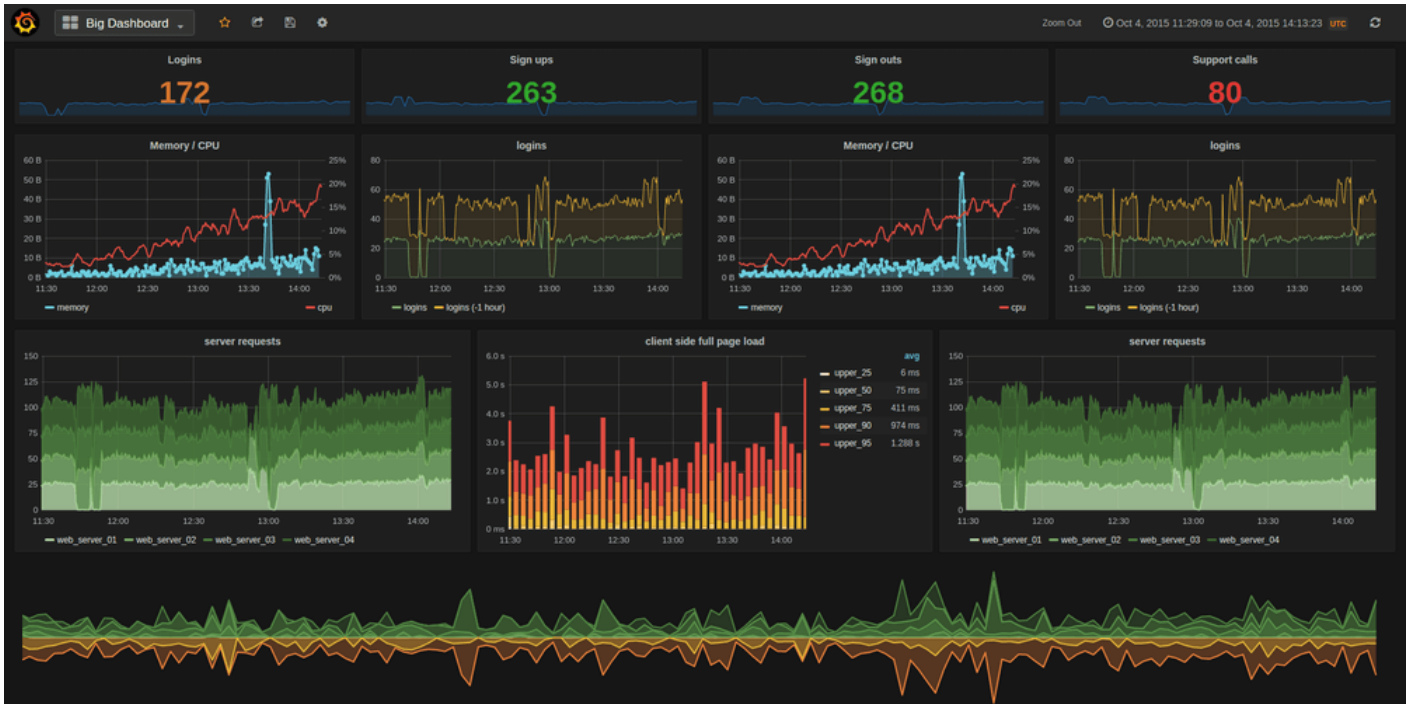 Big Dashboard
Zoom Out
Oct 4, 2015 11:29:09 to Oct 4, 2015 14:13:23 UTC
Logins
172
Sign ups
263
Sign outs
268
Support calls
80
Memory / CPU
60 B
50 B
40 B
30 B
20 B
10 B
0 B
25%
20%
15%
10%
5%
0%
11:30 12:00 12:30 13:00 13:30 14:00
memory cpu
logins
80
60
40
20
0
11:30 12:00 12:30 13:00 13:30 14:00
logins logins (-1 hour)
Memory / CPU
60 B
50 B
40 B
30 B
20 B
10 B
0 B
25%
20%
15%
10%
5%
0%
11:30 12:00 12:30 13:00 13:30 14:00
memory cpu
logins
80
60
40
20
0
11:30 12:00 12:30 13:00 13:30 14:00
logins logins (-1 hour)
server requests
150
125
100
75
50
25
0
11:30 12:00 12:30 13:00 13:30 14:00
web_server_01 web_server_02 web_server_03 web_server_04
client side full page load
6.0 s
5.0 s
4.0 s
3.0 s
2.0 s
1.0 s
0 ms
11:30 12:00 12:30 13:00 13:30 14:00
avg
upper_25 6 ms
upper_50 75 ms
upper_75 411 ms
upper_90 974 ms
upper_95 1.288 s
server requests
150
125
100
75
50
25
0
11:30 12:00 12:30 13:00 13:30 14:00
web_server_01 web_server_02 web_server_03 web_server_04